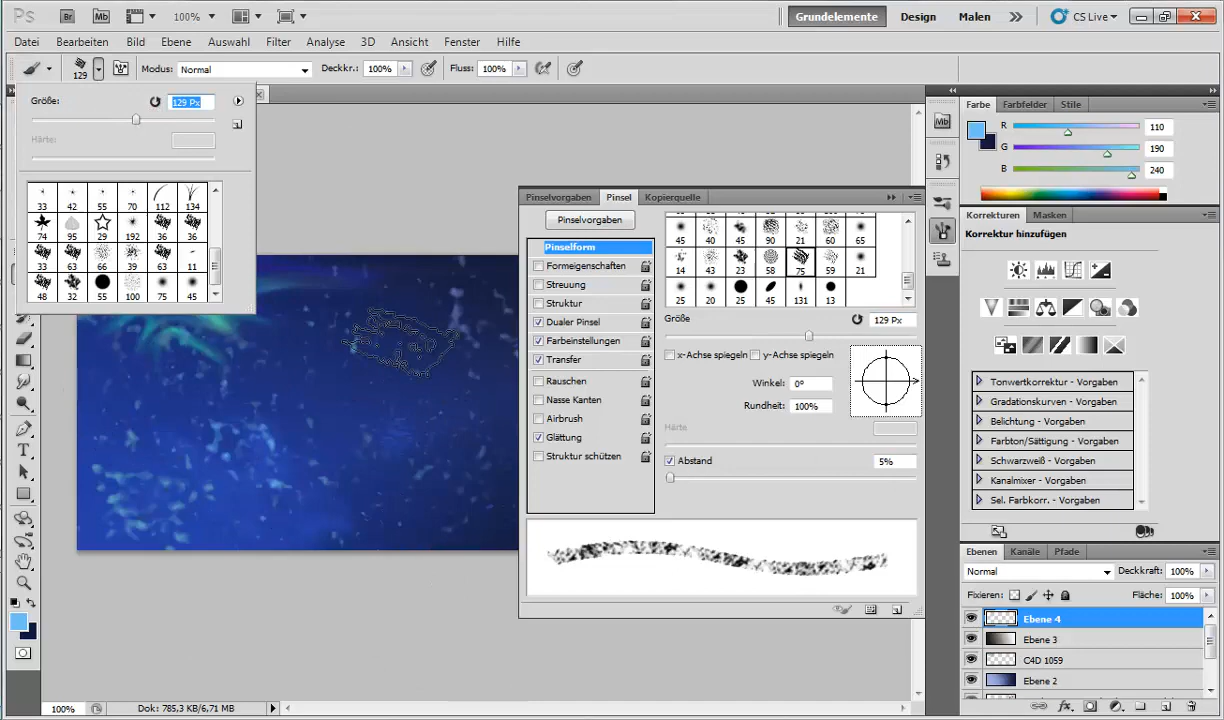 Ps Br Mb 100% Grundelemente Design Malen CS Live
Datei Bearbeiten Bild Ebene Auswahl Filter Analyse 3D Ansicht Fenster Hilfe
129 Modus: Normal Deckkr.: 100% Fluss: 100%
Größe: 129 Px
Härte:
33 42 55 70 112 134
74 95 29 192 36 36
33 63 66 39 63 11
48 32 55 100 75 45
Pinselvorgaben Pinsel Kopierquelle
Pinselvorgaben
Pinselform
Formeigenschaften
Streuung
Struktur
Dualer Pinsel
Farbeinstellungen
Transfer
Rauschen
Nasse Kanten
Airbrush
Glättung
Struktur schützen
45 40 45 90 21 60 65
14 43 23 58 75 59 21
25 20 25 45 131 13
Größe 129 Px
x-Achse spiegeln y-Achse spiegeln
Winkel: 0°
Rundheit: 100%
Härte
Abstand 5%
Mb
Farbe Farbfelder Stile
R 110
G 190
B 240
Korrekturen Masken
Korrektur hinzufügen
Tonwertkorrektur - Vorgaben
Gradationskurven - Vorgaben
Belichtung - Vorgaben
Farbton/Sättigung - Vorgaben
Schwarzweiß - Vorgaben
Kanalmixer - Vorgaben
Sel. Farbkorr. - Vorgaben
Ebenen Kanäle Pfade
Normal Deckkraft: 100%
Fixieren: Fläche: 100%
Ebene 4
Ebene 3
C4D 1059
Ebene 2
100% Dok: 785,3 KB/6,71 MB